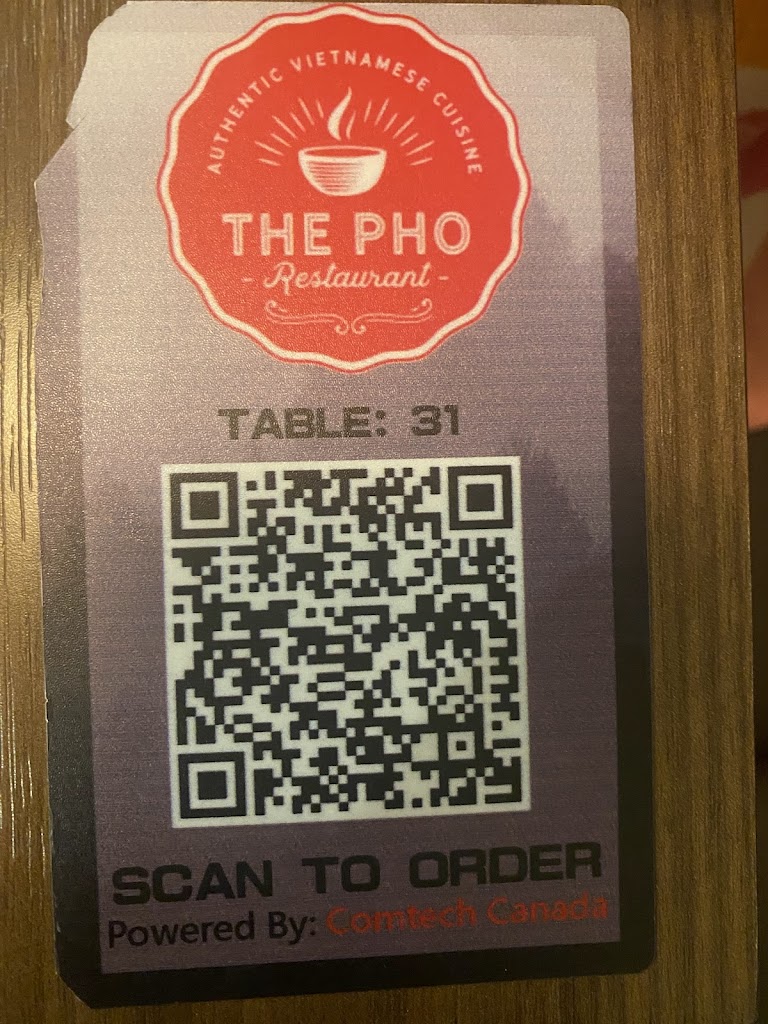 AUTHENTIC VIETNAMESE CUISINE
THE PHO
- Restaurant -
TABLE: 31
SCAN TO ORDER
Powered By: Comtech Canada